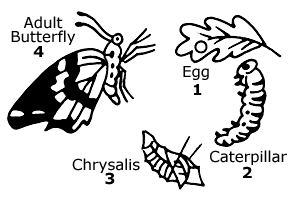 Adult
Butterfly
4
Egg
1
Caterpillar
2
Chrysalis
3